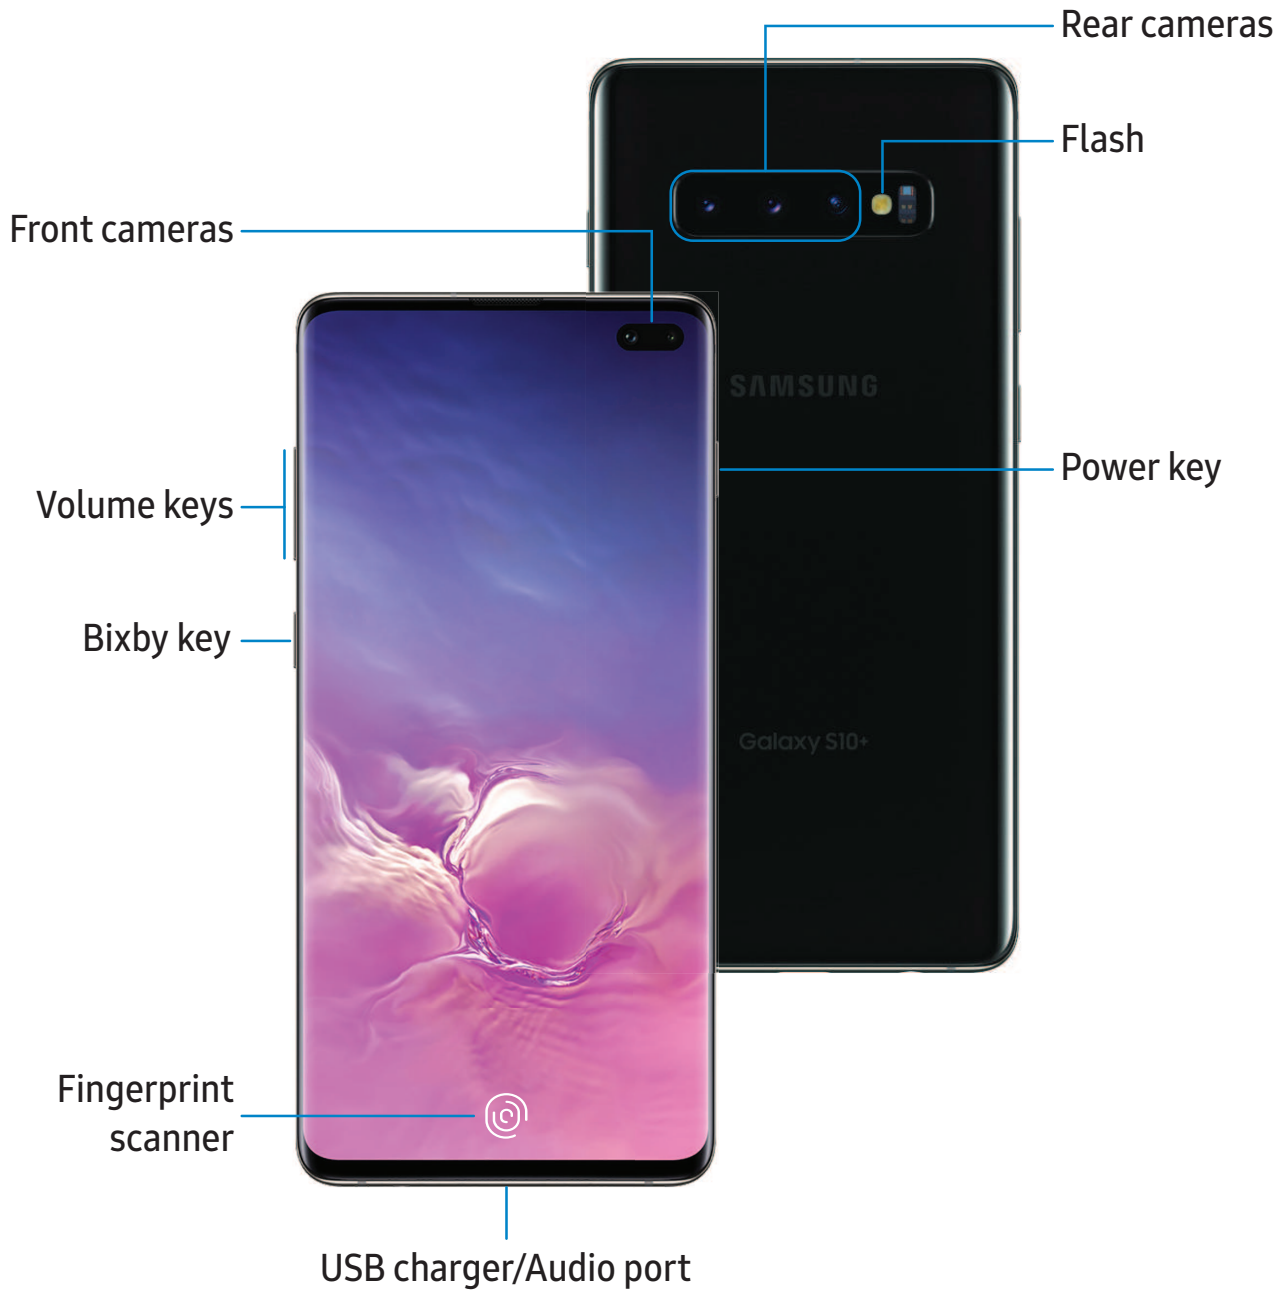 Rear cameras
Flash
Front cameras
SAMSUNG
Power key
Volume keys
Bixby key
Galaxy S10+
Fingerprint
scanner
USB charger/Audio port